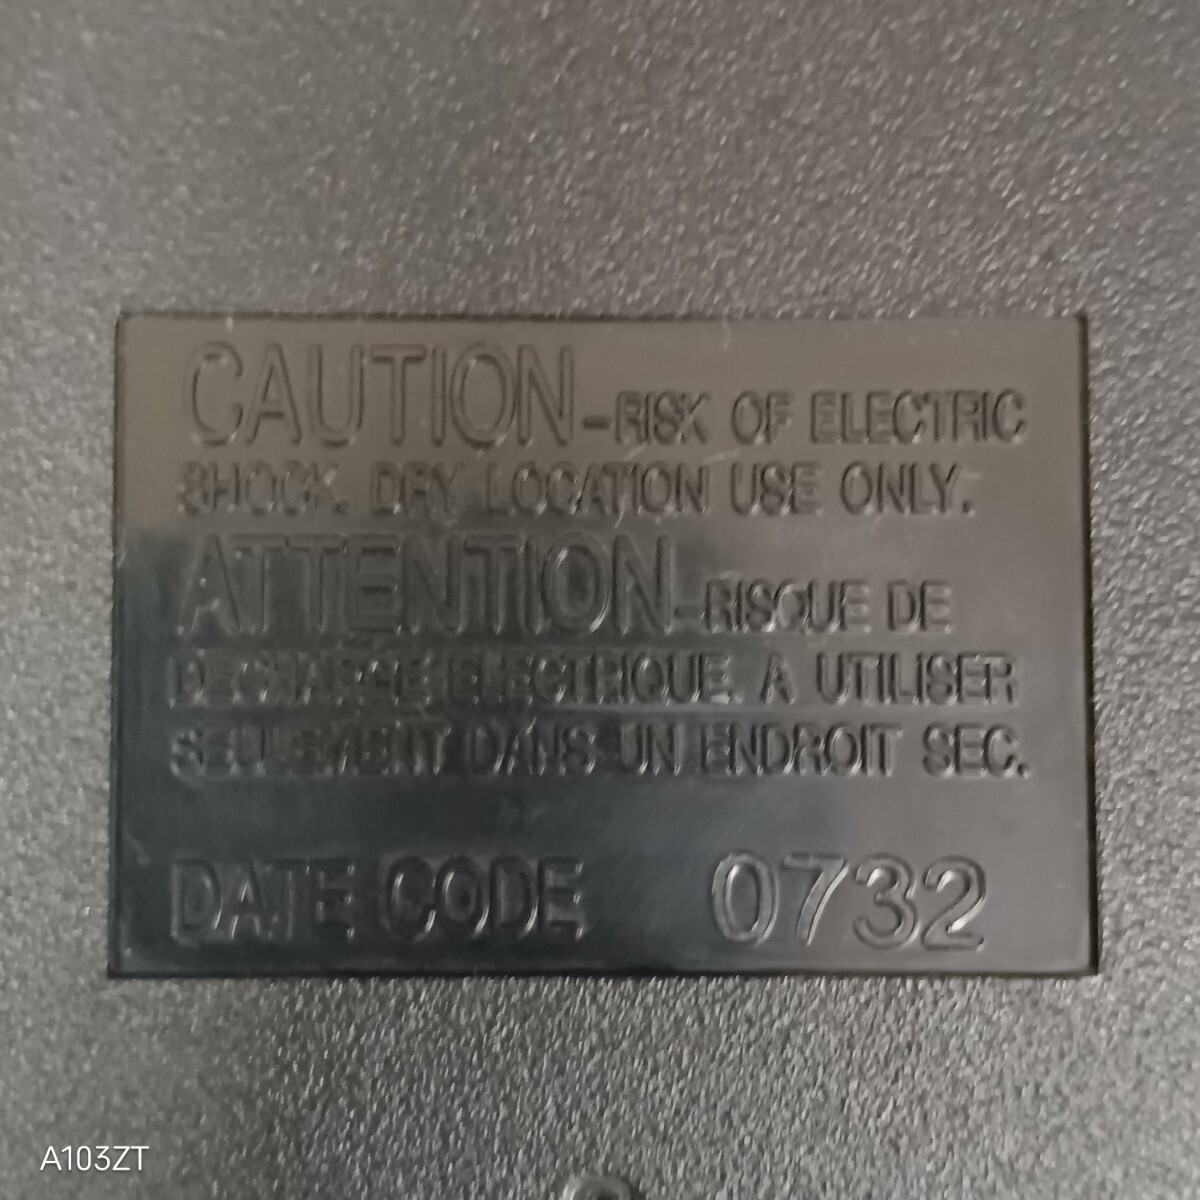 CAUTION-RISK OF ELECTRIC
SHOCK. DRY LOCATION USE ONLY.
ATTENTION-RISQUE DE
DECHARGE ELECTRIQUE. A UTILISER
SEULEMENT DANS UN ENDROIT SEC.
DATE CODE 0732
A103ZT